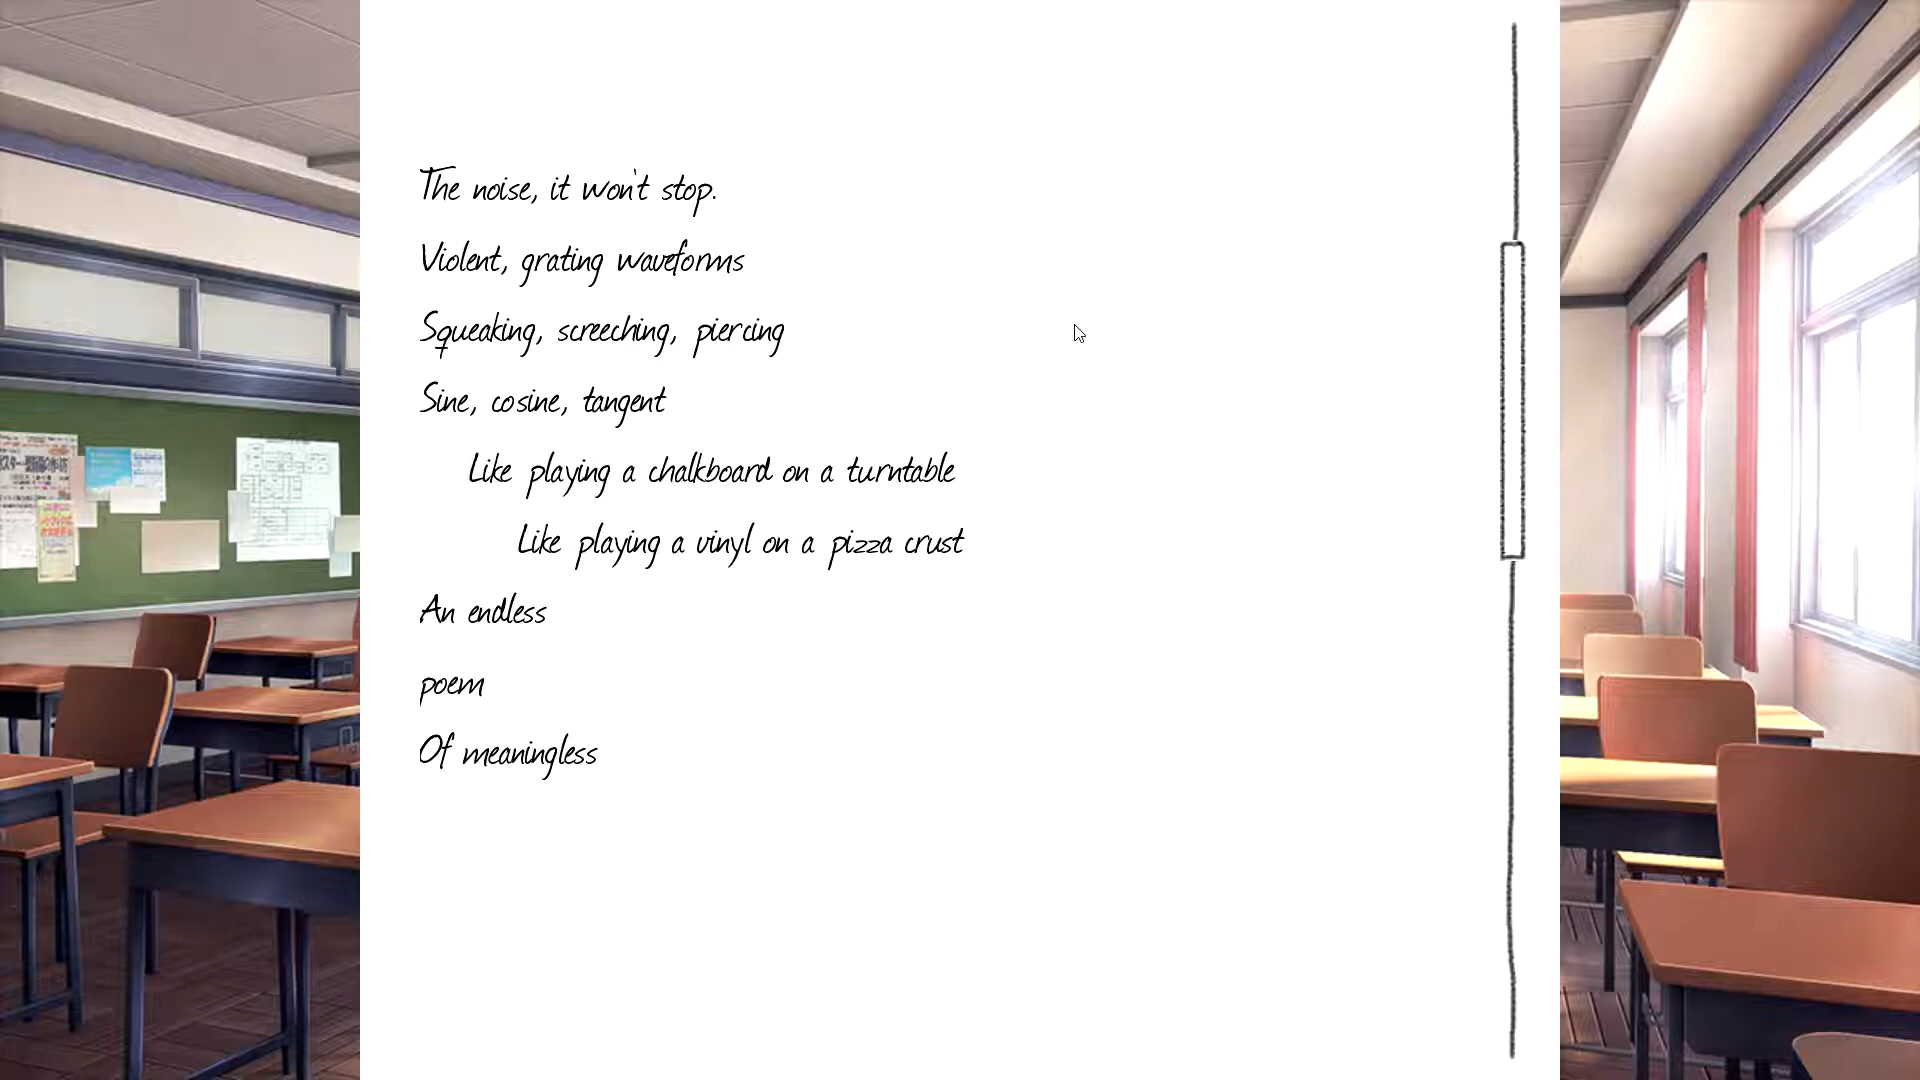 The noise, it won't stop.
Violent, grating waveforms
Squeaking, screeching, piercing
Sine, cosine, tangent
Like playing a chalkboard on a turntable
Like playing a vinyl on a pizza crust
An endless
poem
Of meaningless